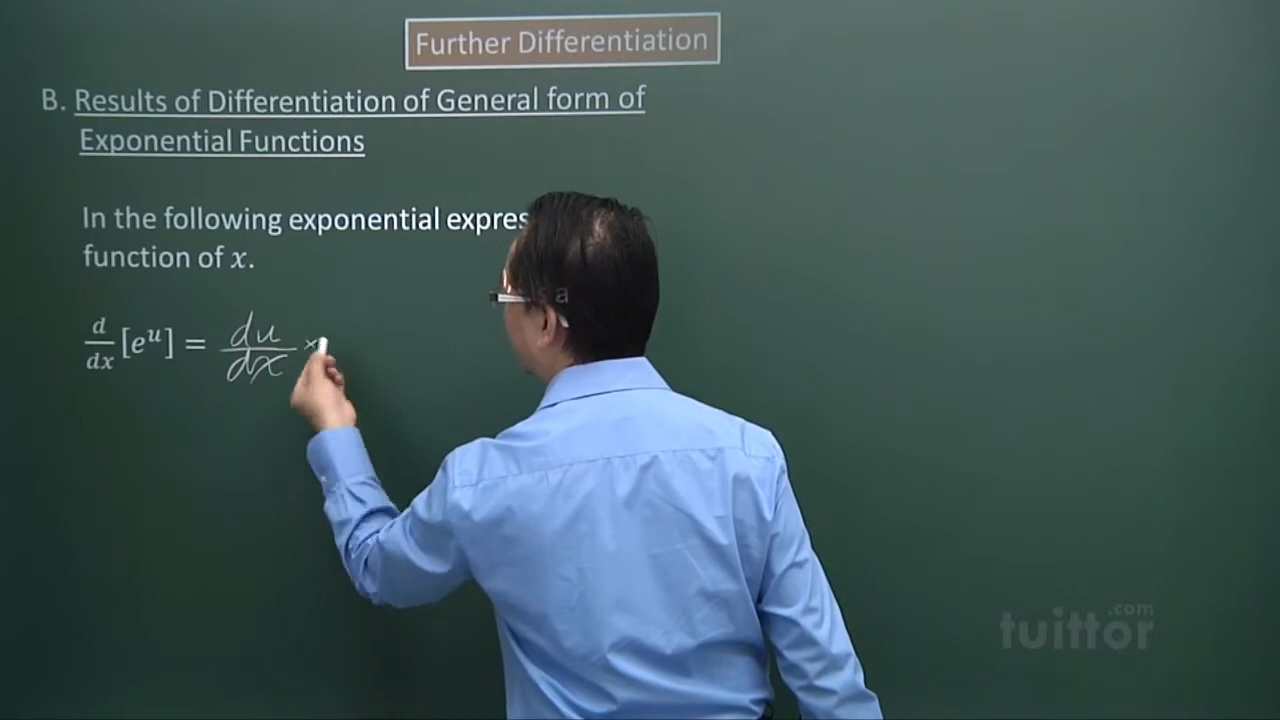 Further Differentiation
B. Results of Differentiation of General form of
Exponential Functions
In the following exponential
function of x.
a
d/dx [e^u] = du/dx ×
tuittor.com